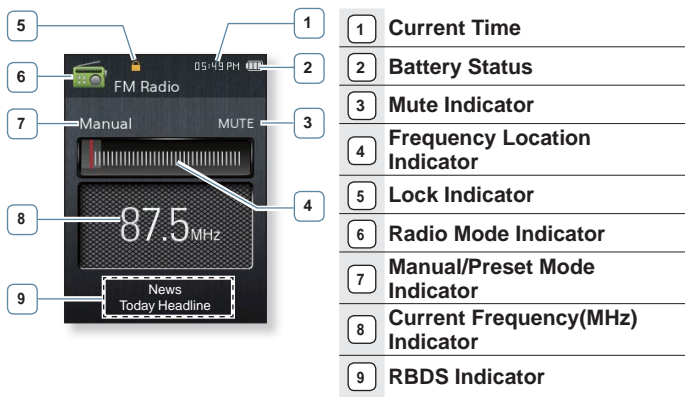 5
1
05:49 PM
2
6
FM Radio
7
Manual
MUTE
3
4
8
87.5MHz
9
News
Today Headline
1 Current Time
2 Battery Status
3 Mute Indicator
4 Frequency Location
Indicator
5 Lock Indicator
6 Radio Mode Indicator
7 Manual/Preset Mode
Indicator
8 Current Frequency(MHz)
Indicator
9 RBDS Indicator